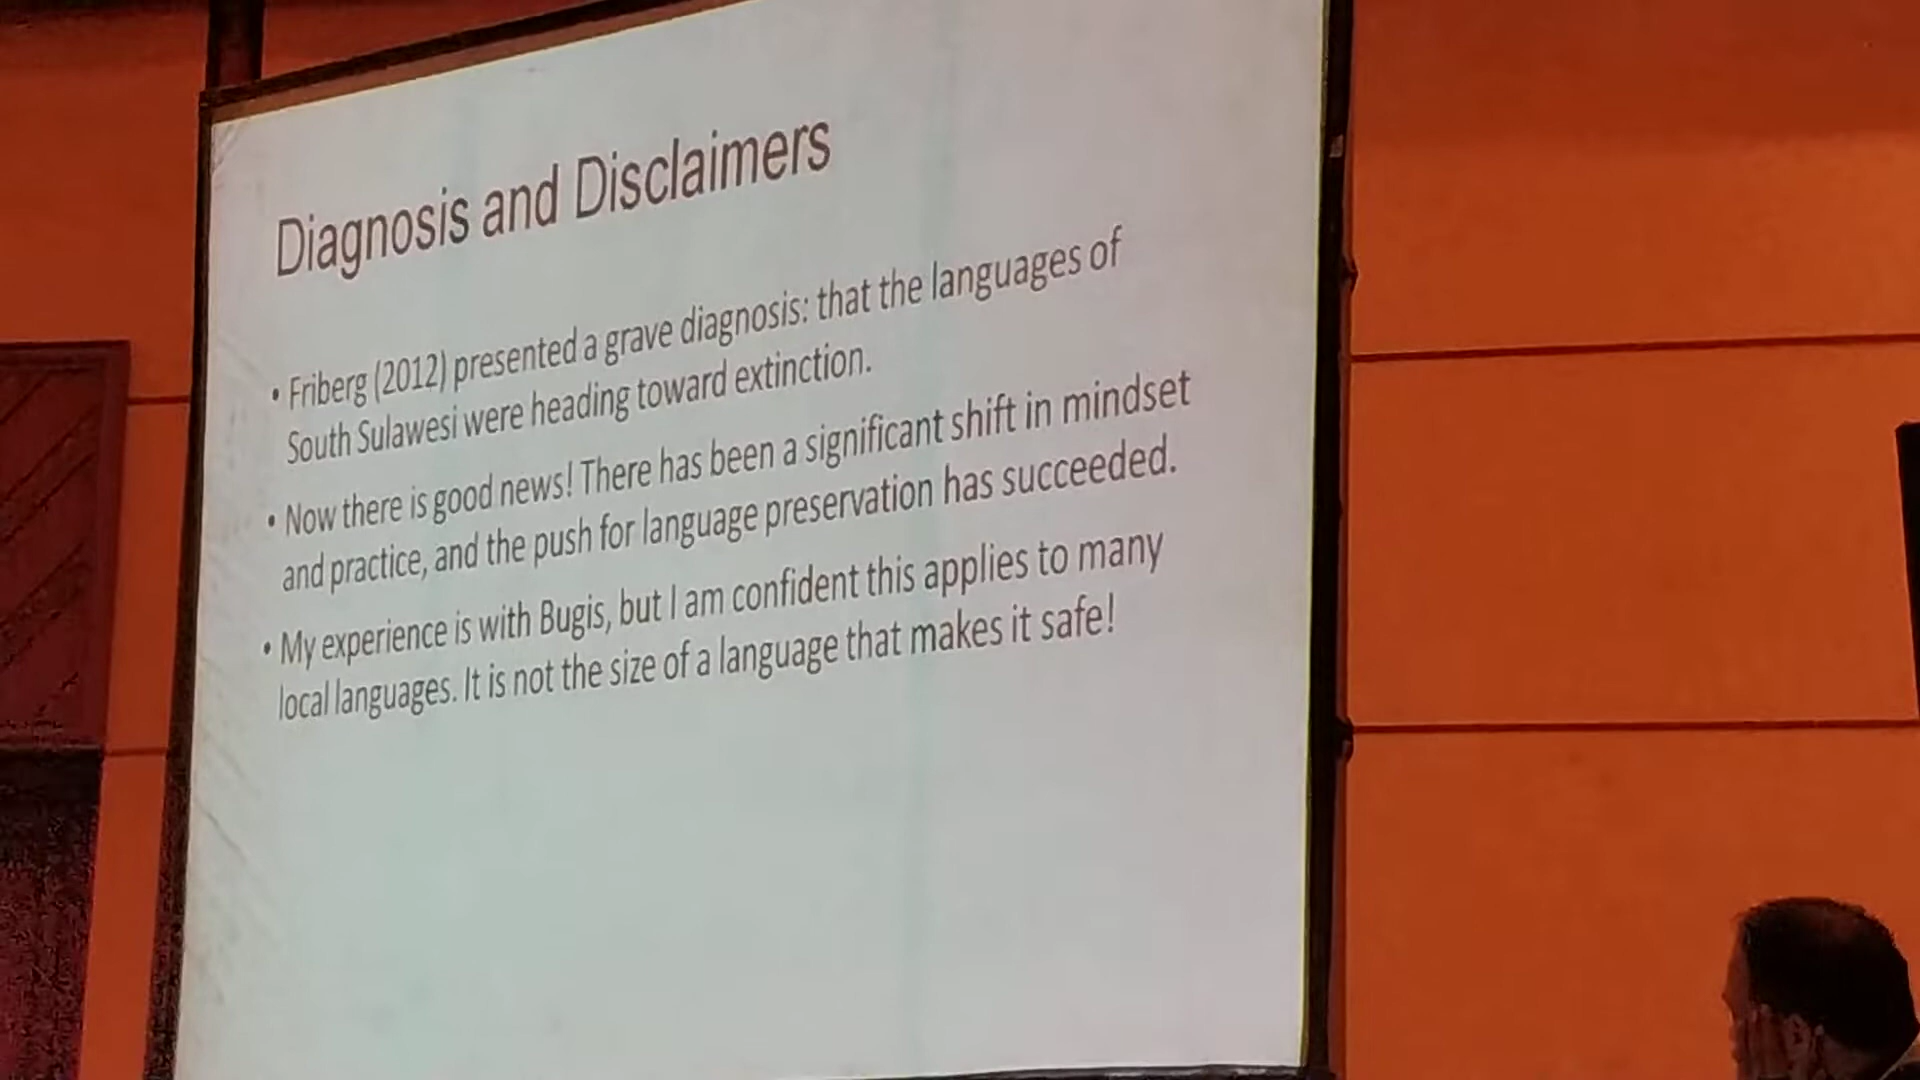 Diagnosis and Disclaimers
• Friberg (2012) presented a grave diagnosis: that the languages of
South Sulawesi were heading toward extinction.
• Now there is good news! There has been a significant shift in mindset
and practice, and the push for language preservation has succeeded.
• My experience is with Bugis, but I am confident this applies to many
local languages. It is not the size of a language that makes it safe!